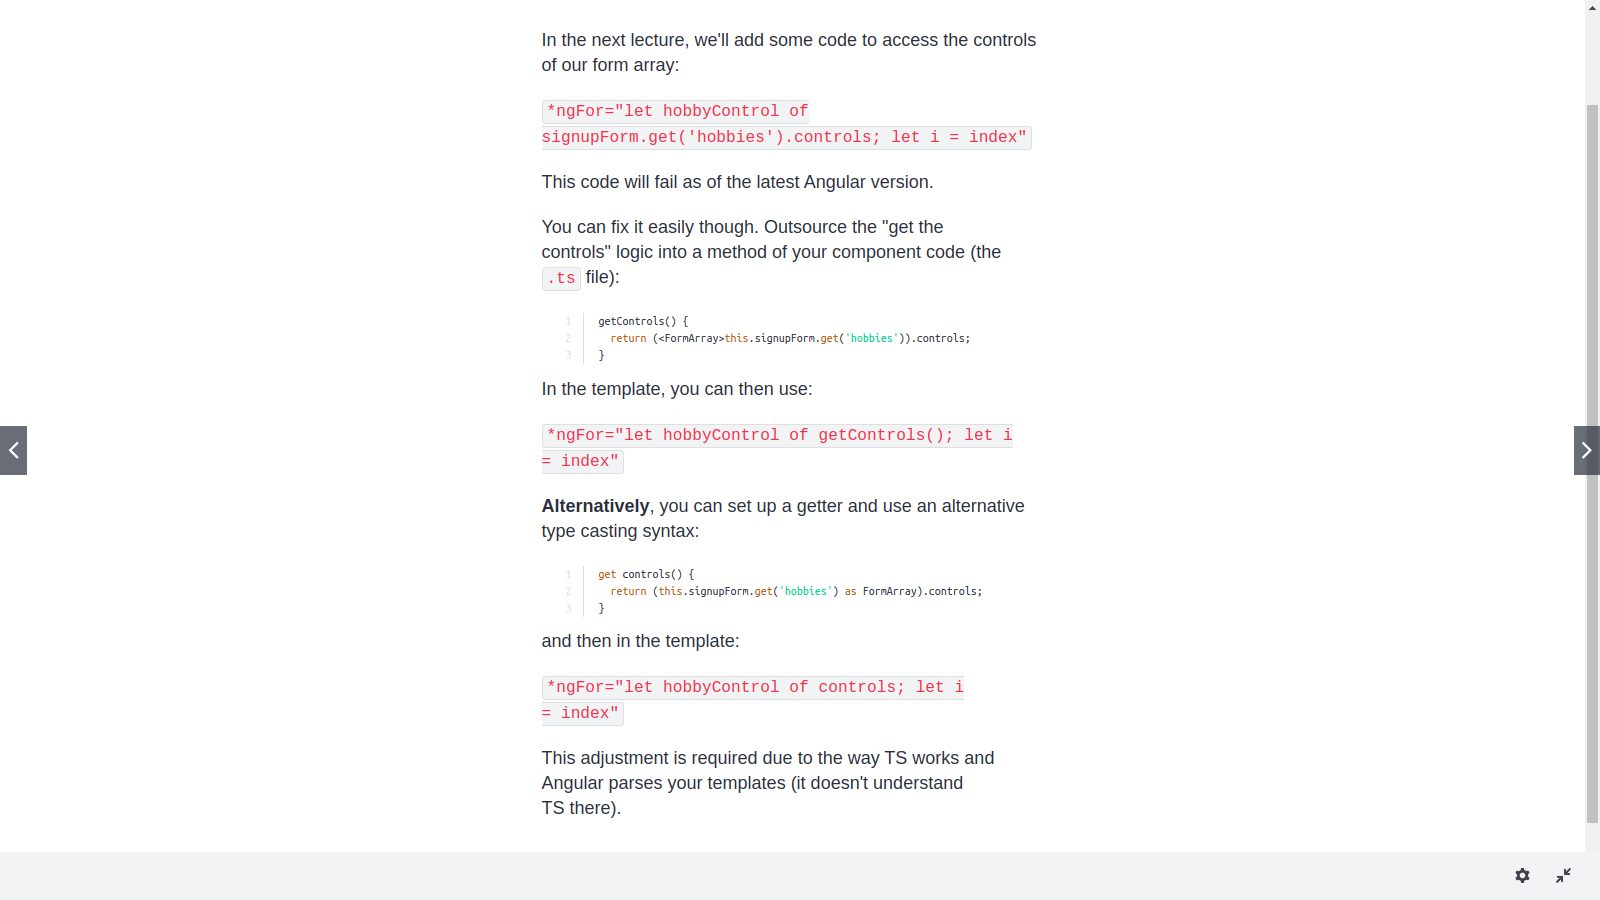 In the next lecture, we'll add some code to access the controls
of our form array:
*ngFor="let hobbyControl of
signupForm.get('hobbies').controls; let i = index"
This code will fail as of the latest Angular version.
You can fix it easily though. Outsource the "get the
controls" logic into a method of your component code (the
.ts file):
1 getControls() {
2   return (<FormArray>this.signupForm.get('hobbies')).controls;
3 }
In the template, you can then use:
*ngFor="let hobbyControl of getControls(); let i
= index"
Alternatively, you can set up a getter and use an alternative
type casting syntax:
1 get controls() {
2   return (this.signupForm.get('hobbies') as FormArray).controls;
3 }
and then in the template:
*ngFor="let hobbyControl of controls; let i
= index"
This adjustment is required due to the way TS works and
Angular parses your templates (it doesn't understand
TS there).